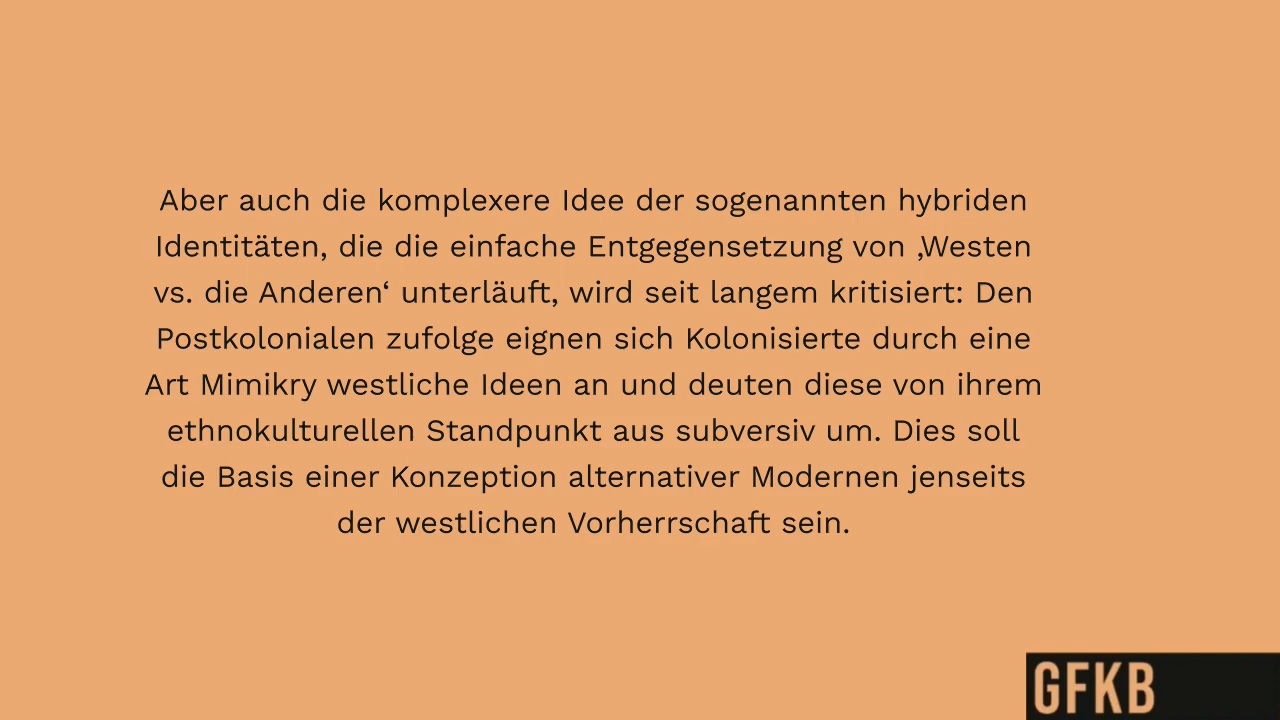 Aber auch die komplexere Idee der sogenannten hybriden
Identitäten, die die einfache Entgegensetzung von ‚Westen
vs. die Anderen‘ unterläuft, wird seit langem kritisiert: Den
Postkolonialen zufolge eignen sich Kolonisierte durch eine
Art Mimikry westliche Ideen an und deuten diese von ihrem
ethnokulturellen Standpunkt aus subversiv um. Dies soll
die Basis einer Konzeption alternativer Modernen jenseits
der westlichen Vorherrschaft sein.
GFKB